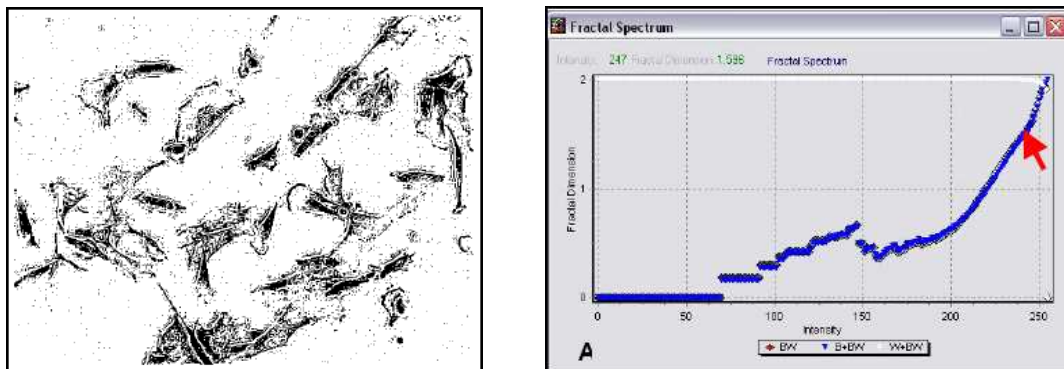 Fractal Spectrum
Intensity: 247 Fractal Dimension: 1.586 Fractal Spectrum
2
Fractal Dimension
1
0
0 50 100 150 200 250
Intensity
A
BW B+BW W+BW